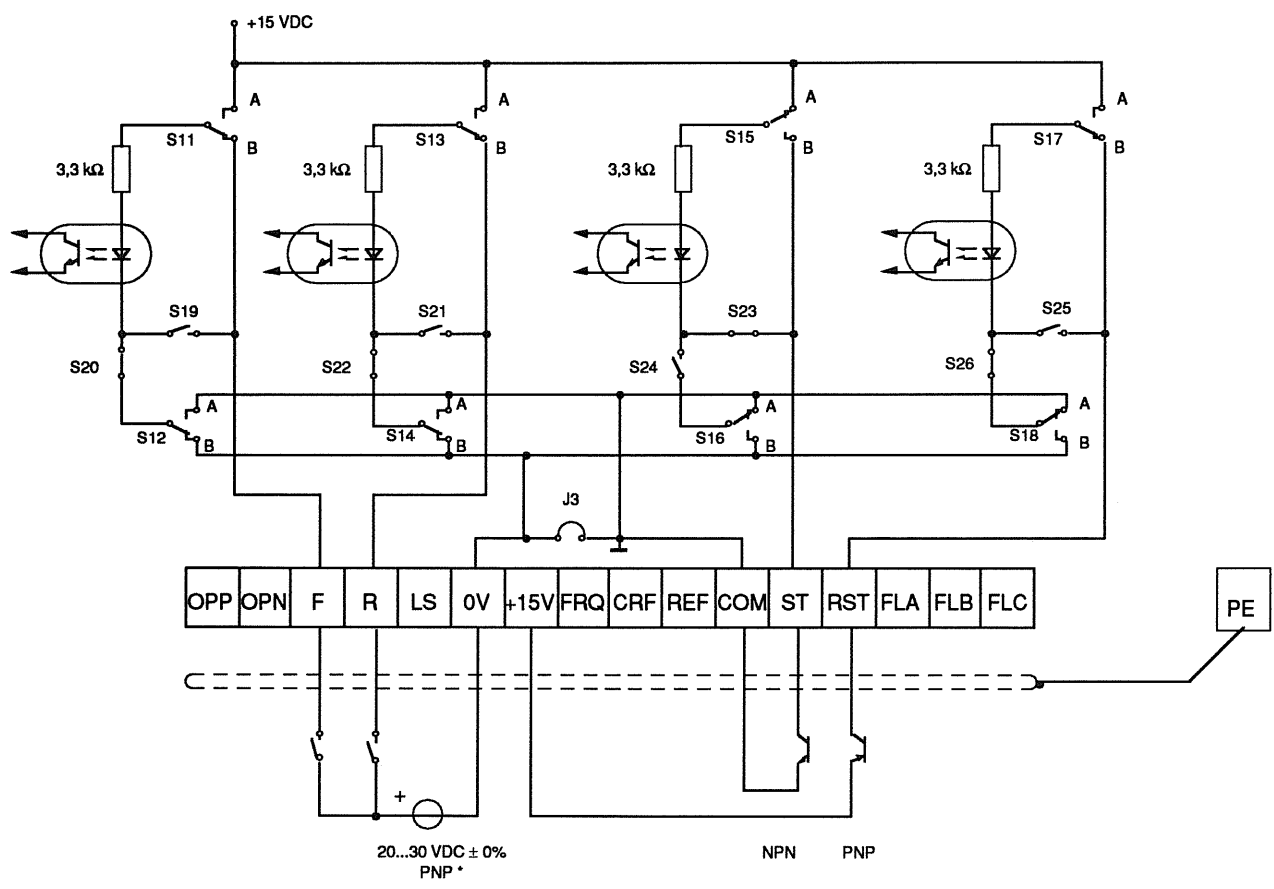 +15 VDC
A
A
A
A
S11
S13
S15
S17
B
B
B
B
3,3 kΩ
3,3 kΩ
3,3 kΩ
3,3 kΩ
S19
S21
S23
S25
S20
S22
S24
S26
A
A
A
A
S12
S14
S16
S18
B
B
B
B
J3
OPP OPN F R LS 0V +15V FRQ CRF REF COM ST RST FLA FLB FLC
PE
+
20...30 VDC ± 0%
PNP *
NPN
PNP